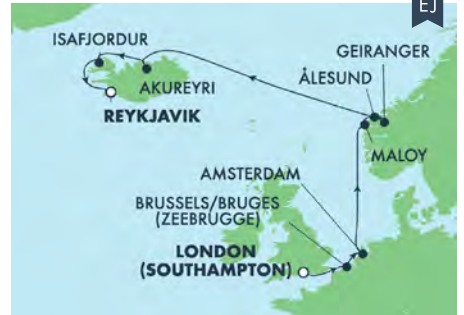 EJ
ISAFJORDUR
GEIRANGER
ÅLESUND
AKUREYRI
REYKJAVIK
MALOY
AMSTERDAM
BRUSSELS/BRUGES
(ZEEBRUGGE)
LONDON
(SOUTHAMPTON)